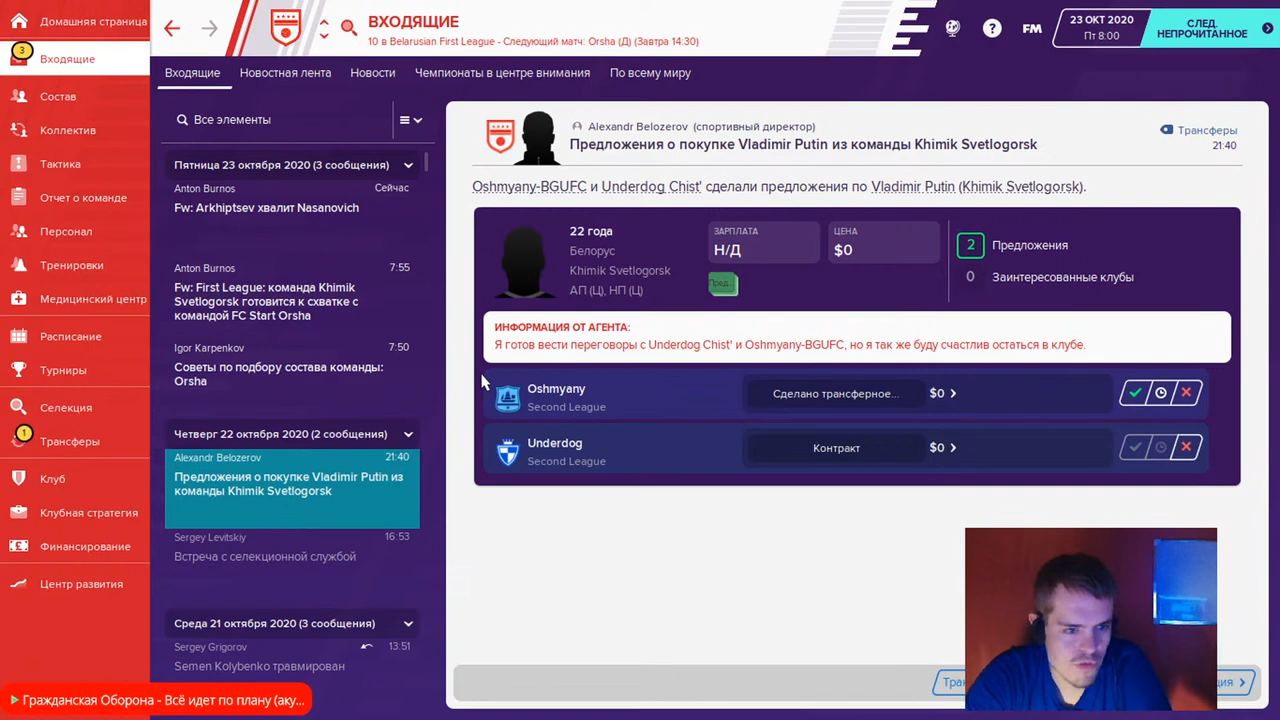 Домашняя страница
3
Входящие
Состав
Коллектив
Тактика
Отчет о команде
Персонал
Тренировки
Медицинский центр
Расписание
Турниры
Селекция
1
Трансферы
Клуб
Клубная стратегия
Финансирование
Центр развития
Гражданская Оборона - Всё идет по плану (аку...
ВХОДЯЩИЕ
10 в Belarusian First League - Следующий матч: Orsha (Д) (Завтра 14:30)
?
FM
23 ОКТ 2020
Пт 8:00
СЛЕД.
НЕПРОЧИТАННОЕ
Входящие
Новостная лента
Новости
Чемпионаты в центре внимания
По всему миру
Все элементы
Пятница 23 октября 2020 (3 сообщения)
Anton Burnos
Сейчас
Fw: Arkhiptsev хвалит Nasanovich
Anton Burnos
7:55
Fw: First League: команда Khimik
Svetlogorsk готовится к схватке с
командой FC Start Orsha
Igor Karpenkov
7:50
Советы по подбору состава команды:
Orsha
Четверг 22 октября 2020 (2 сообщения)
Alexandr Belozerov
21:40
Предложения о покупке Vladimir Putin из
команды Khimik Svetlogorsk
Sergey Levitskiy
16:53
Встреча с селекционной службой
Среда 21 октября 2020 (3 сообщения)
Sergey Grigorov
13:51
Semen Kolybenko травмирован
Alexandr Belozerov (спортивный директор)
Предложения о покупке Vladimir Putin из команды Khimik Svetlogorsk
Трансферы
21:40
Oshmyany-BGUFC и Underdog Chist' сделали предложения по Vladimir Putin (Khimik Svetlogorsk).
22 года
Белорус
Khimik Svetlogorsk
АП (Ц), НП (Ц)
ЗАРПЛАТА
Н/Д
Пред...
ЦЕНА
$0
2 Предложения
0 Заинтересованные клубы
ИНФОРМАЦИЯ ОТ АГЕНТА:
Я готов вести переговоры с Underdog Chist' и Oshmyany-BGUFC, но я так же буду счастлив остаться в клубе.
Oshmyany
Second League
Сделано трансферное...
$0
Underdog
Second League
Контракт
$0